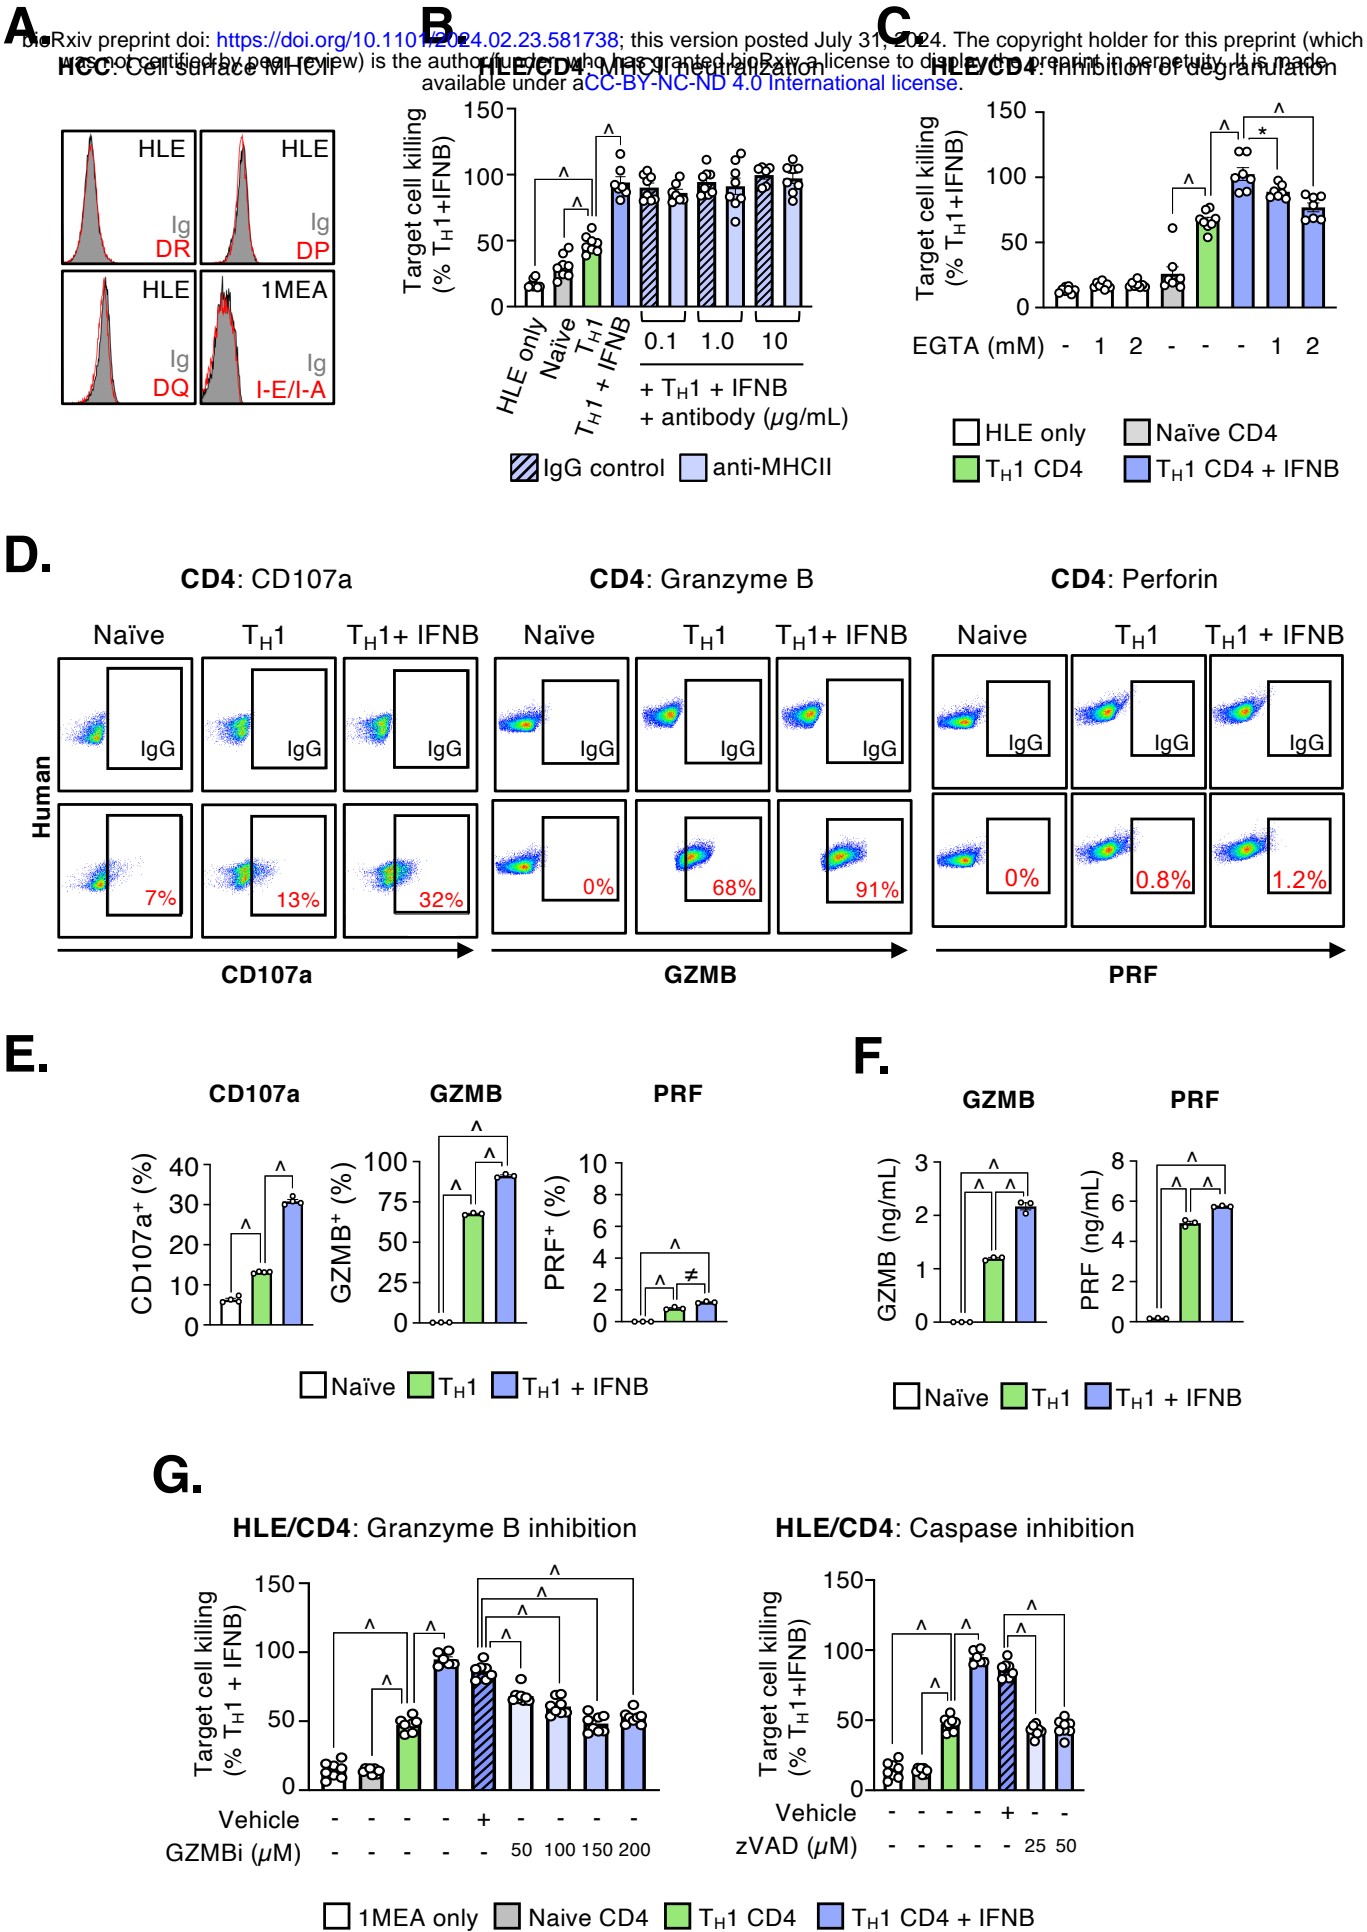 A.
B.
C.
bioRxiv preprint doi: https://doi.org/10.1101/2024.02.23.581738; this version posted July 31, 2024. The copyright holder for this preprint (which
was not certified by peer review) is the author/funder, who has granted bioRxiv a license to display the preprint in perpetuity. It is made
available under aCC-BY-NC-ND 4.0 International license.
HCC: Cell surface MHCII
HLE
Ig
DR
HLE
Ig
DP
HLE
Ig
DQ
1MEA
Ig
I-E/I-A
HLE/CD4: MHCII neutralization
Target cell killing
(% TH1+IFNB)
150
100
50
0
^
^
^
HLE only
Naïve
TH1
TH1 + IFNB
0.1
1.0
10
+ TH1 + IFNB
+ antibody (µg/mL)
IgG control
anti-MHCII
HLE/CD4: Inhibition of degranulation
Target cell killing
(% TH1+IFNB)
150
100
50
0
^
^
*
^
EGTA (mM) - 1 2 - - - 1 2
HLE only
Naïve CD4
TH1 CD4
TH1 CD4 + IFNB
D.
CD4: CD107a
CD4: Granzyme B
CD4: Perforin
Naïve TH1 TH1+ IFNB
Naïve TH1 TH1+ IFNB
Naive TH1 TH1 + IFNB
Human
IgG IgG IgG IgG IgG IgG IgG IgG IgG
7% 13% 32% 0% 68% 91% 0% 0.8% 1.2%
CD107a
GZMB
PRF
E.
CD107a
CD107a+ (%)
40
30
20
10
0
^
^
GZMB
GZMB+ (%)
100
75
50
25
0
^
^
^
PRF
PRF+ (%)
10
8
6
4
2
0
^
^
≠
Naïve
TH1
TH1 + IFNB
F.
GZMB
GZMB (ng/mL)
3
2
1
0
^
^
^
PRF
PRF (ng/mL)
8
6
4
2
0
^
^
^
Naïve
TH1
TH1 + IFNB
G.
HLE/CD4: Granzyme B inhibition
Target cell killing
(% TH1 + IFNB)
150
100
50
0
^
^
^
^
^
^
^
Vehicle - - - - + - - - -
GZMBi (µM) - - - - - 50 100 150 200
HLE/CD4: Caspase inhibition
Target cell killing
(% TH1+IFNB)
150
100
50
0
^
^
^
^
^
Vehicle - - - - + - -
zVAD (µM) - - - - - 25 50
1MEA only
Naive CD4
TH1 CD4
TH1 CD4 + IFNB